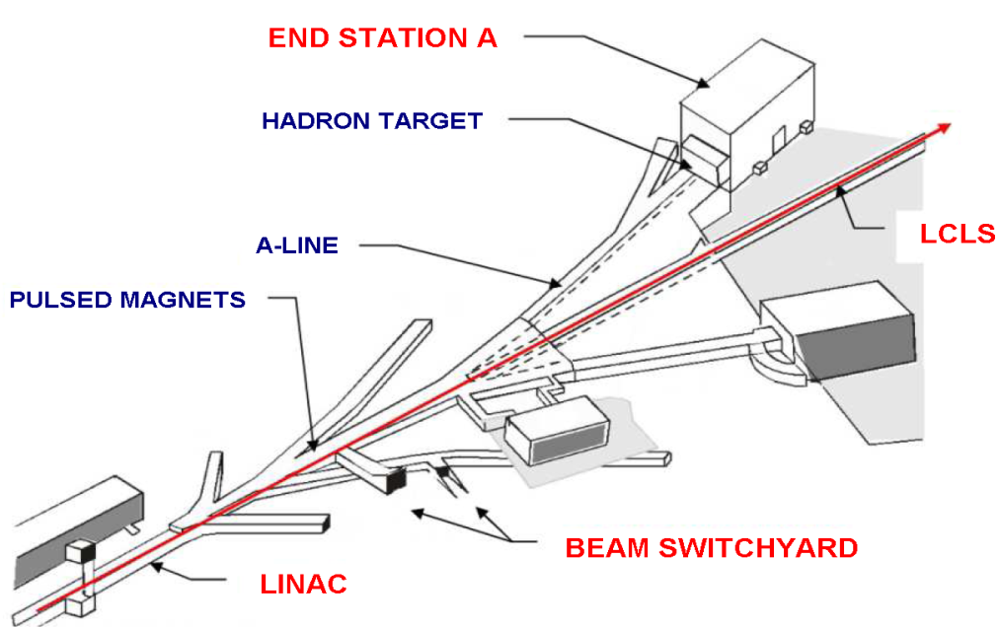 END STATION A
HADRON TARGET
A-LINE
LCLS
PULSED MAGNETS
BEAM SWITCHYARD
LINAC